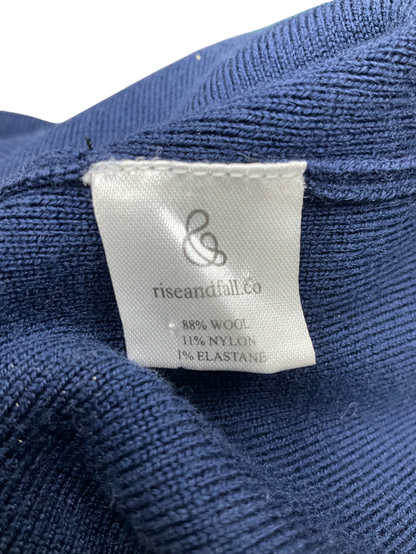 riseandfall.co
88% WOOL
11% NYLON
1% ELASTANE